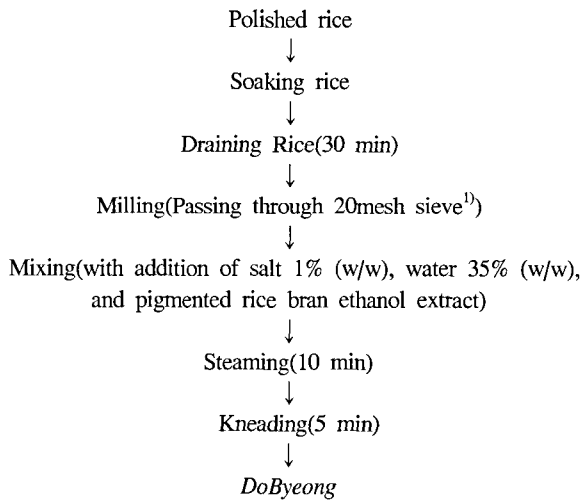 Polished rice
↓
Soaking rice
↓
Draining Rice(30 min)
↓
Milling(Passing through 20mesh sieve¹⁾)
↓
Mixing(with addition of salt 1% (w/w), water 35% (w/w),
and pigmented rice bran ethanol extract)
↓
Steaming(10 min)
↓
Kneading(5 min)
↓
DoByeong